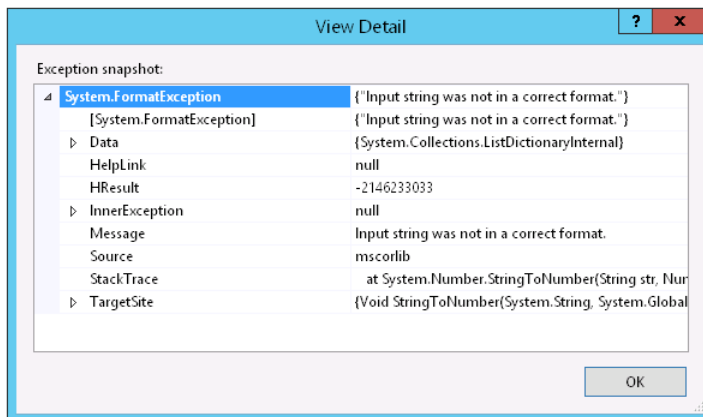 View Detail
?
x
Exception snapshot:
System.FormatException {"Input string was not in a correct format."}
[System.FormatException] {"Input string was not in a correct format."}
Data {System.Collections.ListDictionaryInternal}
HelpLink null
HResult -2146233033
InnerException null
Message Input string was not in a correct format.
Source mscorlib
StackTrace at System.Number.StringToNumber(String str, Num
TargetSite {Void StringToNumber(System.String, System.Global
OK